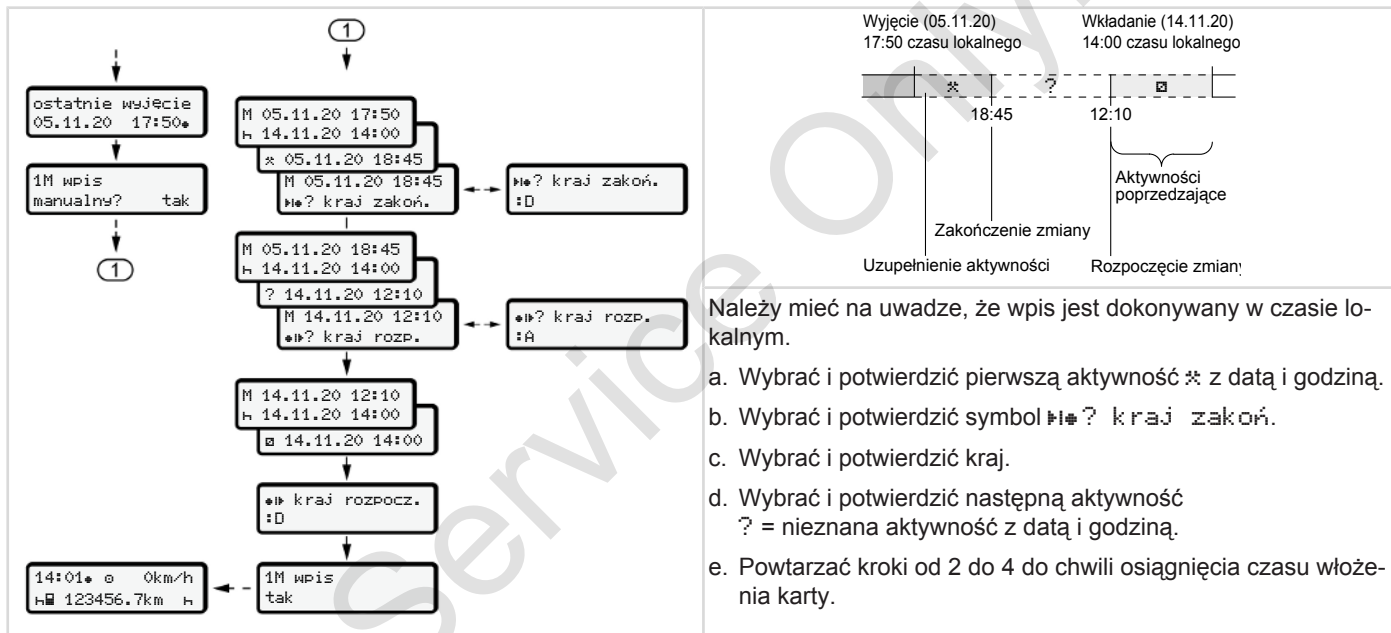 1
ostatnie wyjęcie
05.11.20 17:50
1M wpis
manualny? tak
1
M 05.11.20 17:50
14.11.20 14:00
05.11.20 18:45
M 05.11.20 18:45
? kraj zakoń.
? kraj zakoń.
:D
M 05.11.20 18:45
14.11.20 14:00
? 14.11.20 12:10
M 14.11.20 12:10
? kraj rozp.
? kraj rozp.
:A
M 14.11.20 12:10
14.11.20 14:00
14.11.20 14:00
kraj rozpocz.
:D
1M wpis
tak
14:01 0km/h
123456.7km
Wyjęcie (05.11.20)
17:50 czasu lokalnego
Wkładanie (14.11.20)
14:00 czasu lokalnego
?
18:45
12:10
Aktywności
poprzedzające
Zakończenie zmiany
Uzupełnienie aktywności
Rozpoczęcie zmiany
Należy mieć na uwadze, że wpis jest dokonywany w czasie lo-
kalnym.
a. Wybrać i potwierdzić pierwszą aktywność z datą i godziną.
b. Wybrać i potwierdzić symbol ? kraj zakoń.
c. Wybrać i potwierdzić kraj.
d. Wybrać i potwierdzić następną aktywność
? = nieznana aktywność z datą i godziną.
e. Powtarzać kroki od 2 do 4 do chwili osiągnięcia czasu włoże-
nia karty.
Service Only